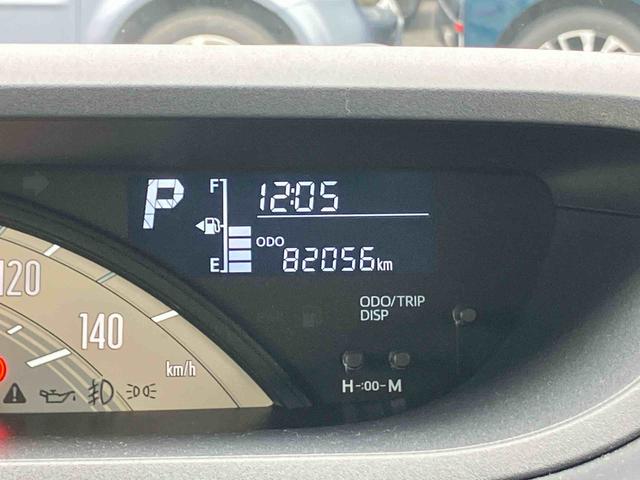 P
F
12:05
E
ODO
82056km
120
140
km/h
ODO/TRIP
DISP
H -:00- M